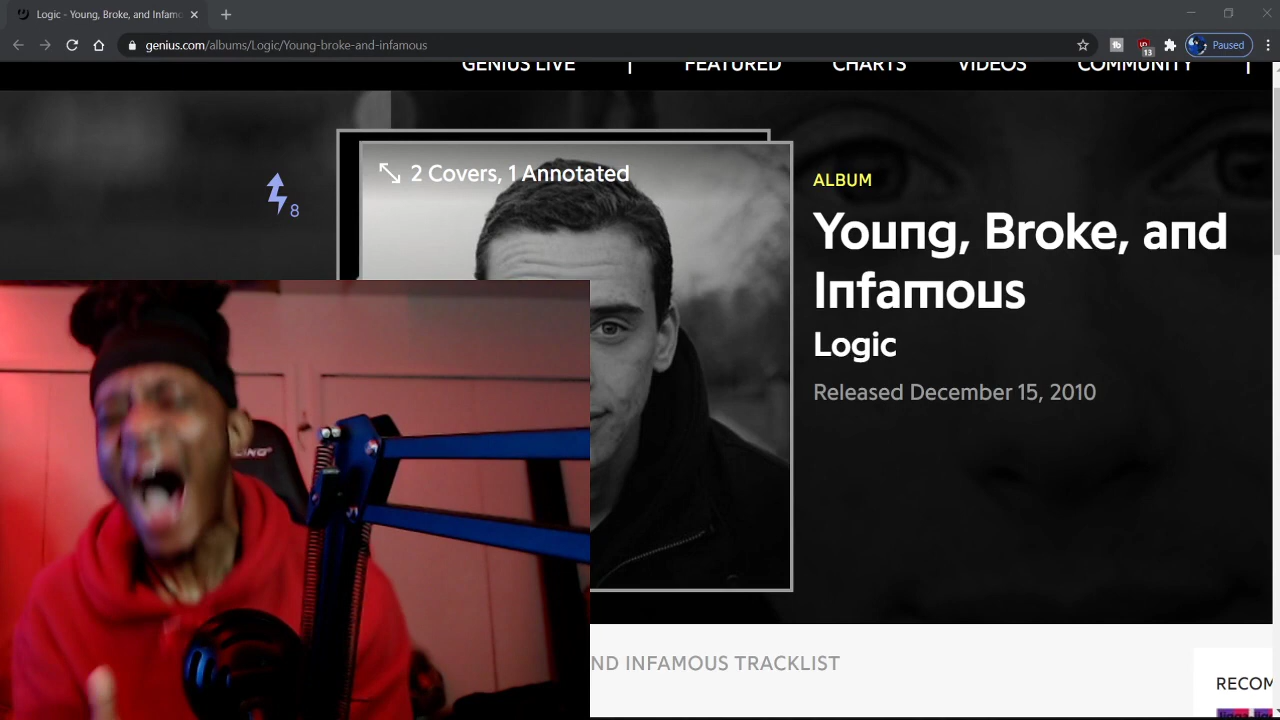 Logic - Young, Broke, and Infamo
genius.com/albums/Logic/Young-broke-and-infamous
13
Paused
GENIUS LIVE | FEATURED CHARTS VIDEOS COMMUNITY |
2 Covers, 1 Annotated
8
ALBUM
Young, Broke, and
Infamous
Logic
Released December 15, 2010
ND INFAMOUS TRACKLIST
RECOM